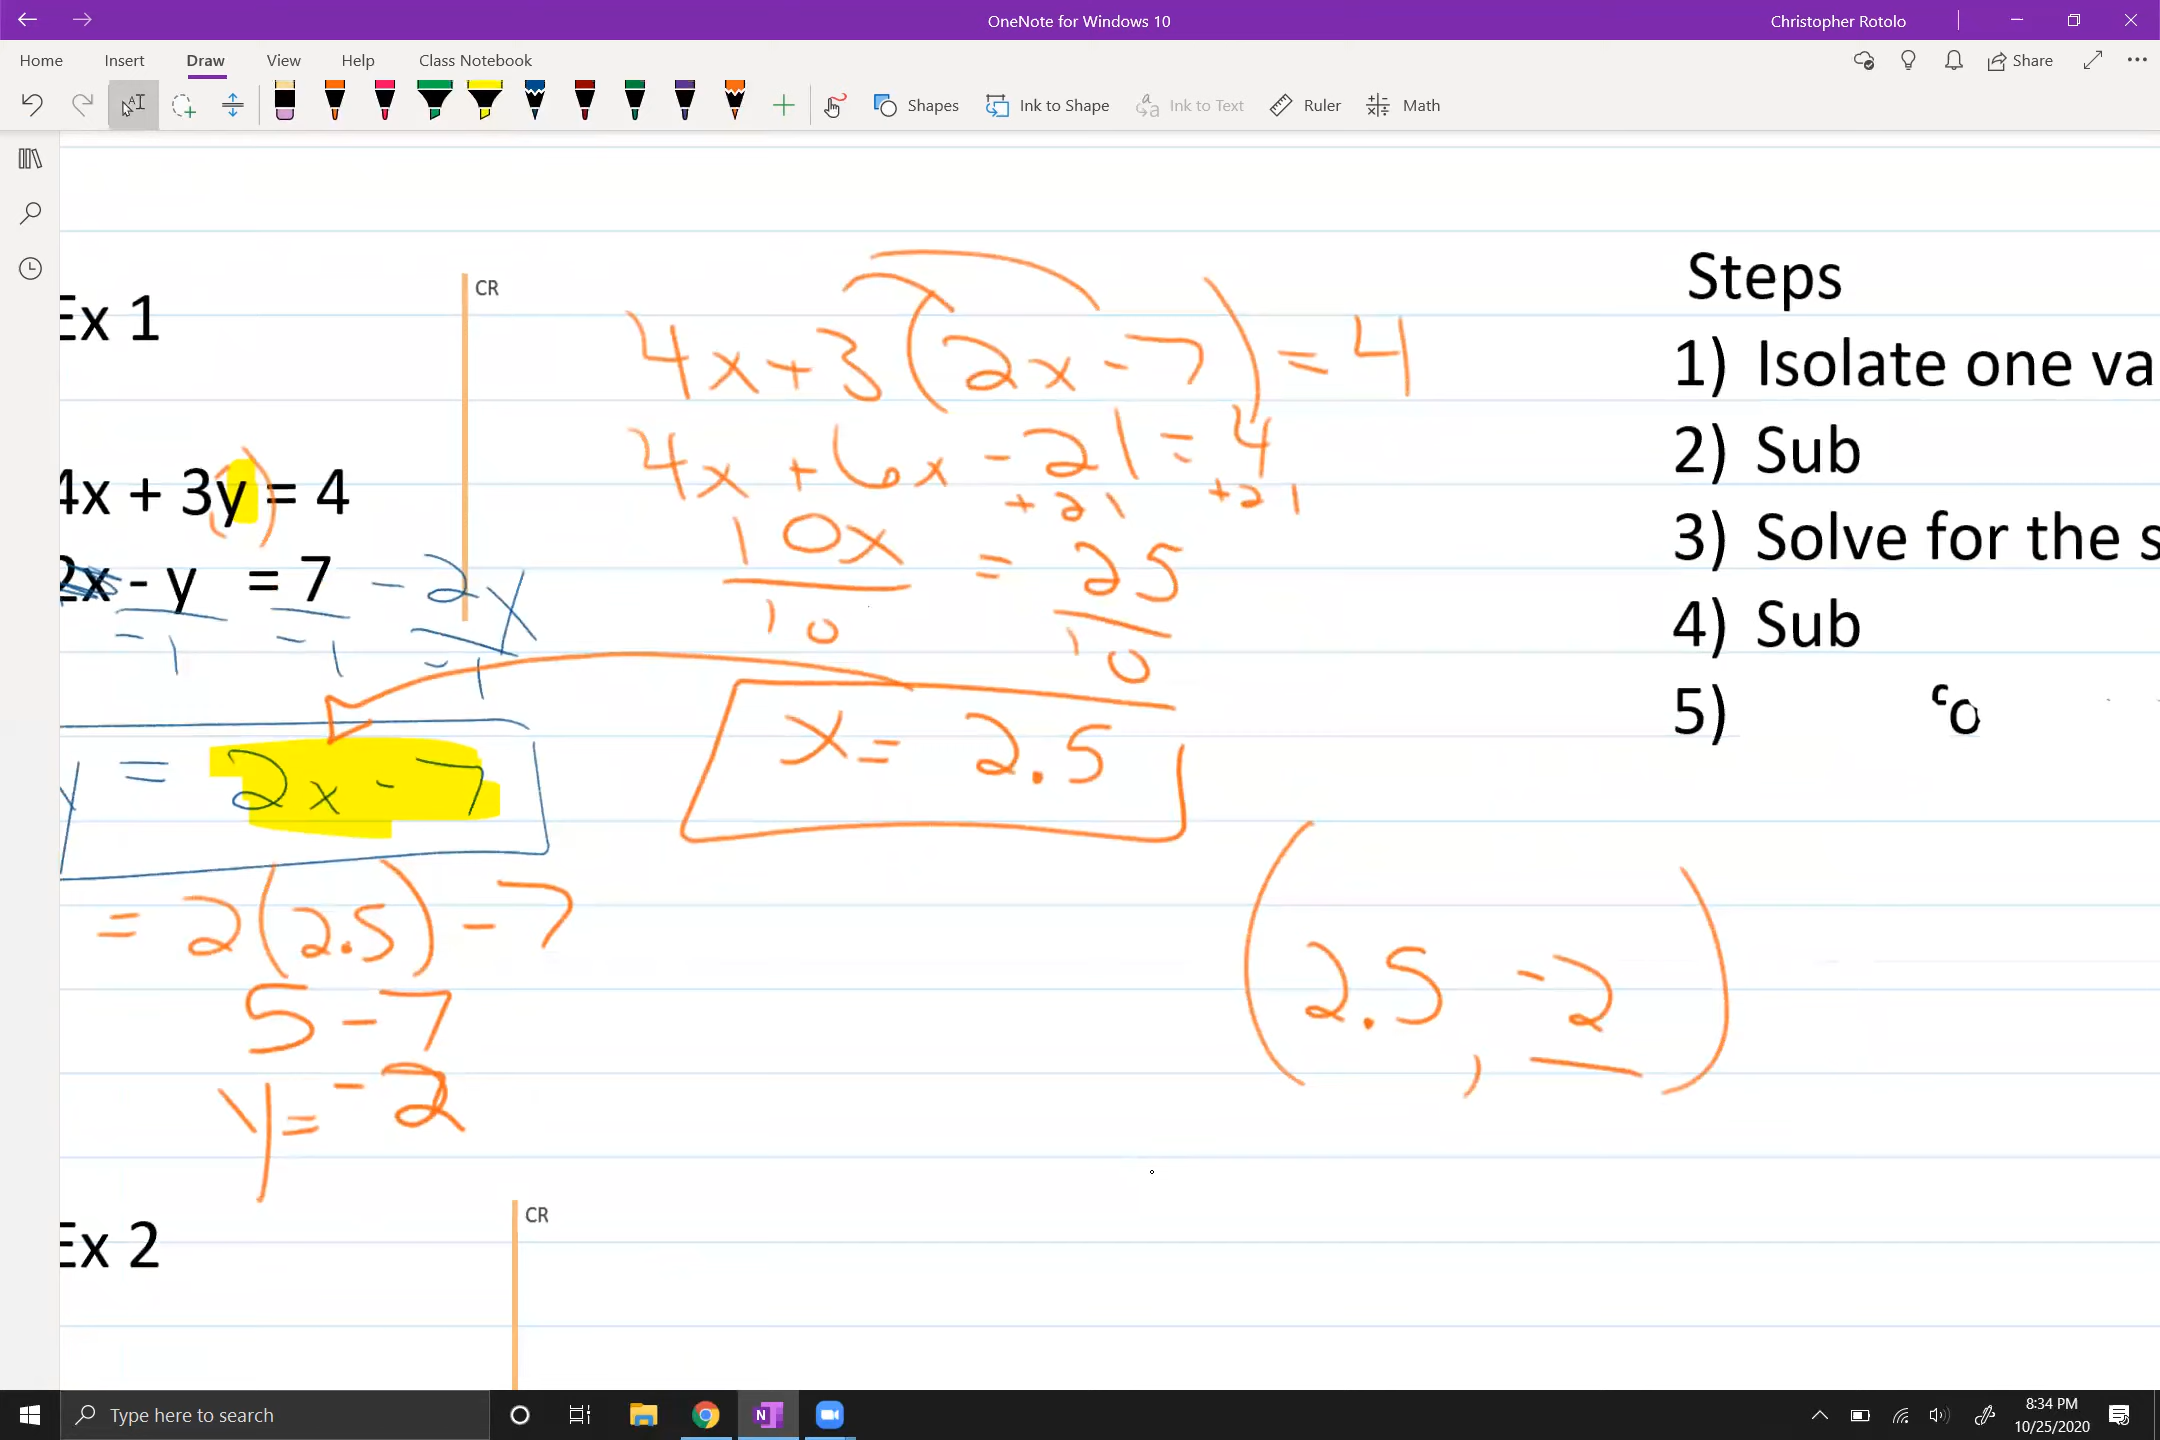 OneNote for Windows 10
Christopher Rotolo
Home Insert Draw View Help Class Notebook
Share
Shapes Ink to Shape Ink to Text Ruler Math
Ex 1
CR
4x + 3y = 4
2x - y = 7 - 2x
-1 -1 -1
y = 2x - 7
= 2(2.5) - 7
5 - 7
y = -2
4x + 3(2x - 7) = 4
4x + 6x - 21 = 4
+21 +21
10x = 25
10 10
x = 2.5
(2.5, -2)
Steps
1) Isolate one va
2) Sub
3) Solve for the s
4) Sub
5)
Ex 2
CR
Type here to search
8:34 PM
10/25/2020